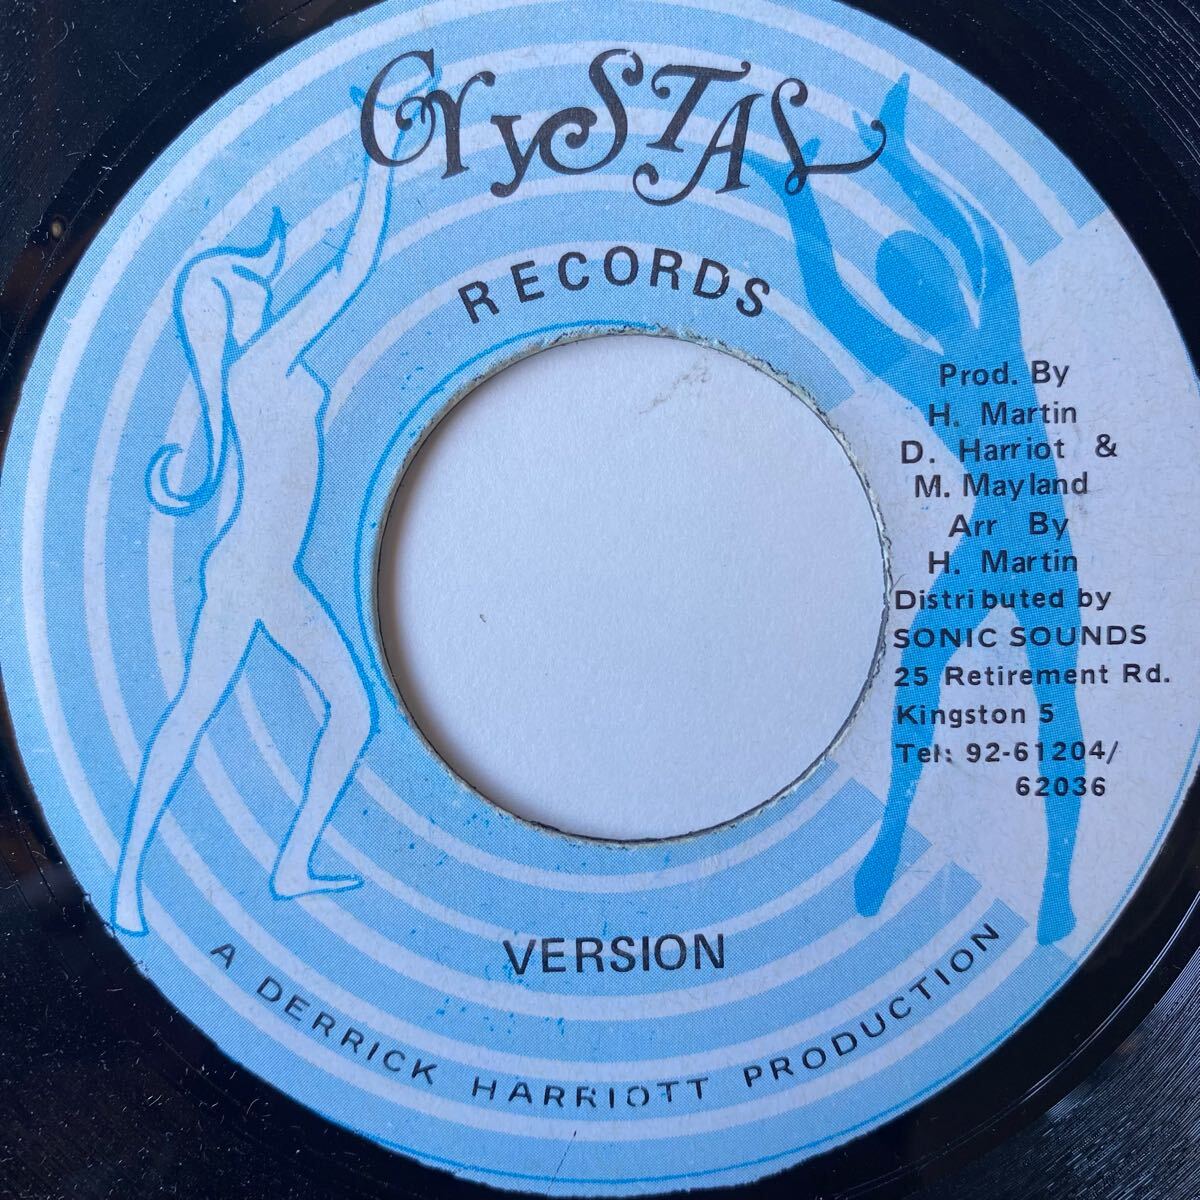 CrySTAL
RECORDS
Prod. By
H. Martin
D. Harriot &
M. Mayland
Arr By
H. Martin
Distributed by
SONIC SOUNDS
25 Retirement Rd.
Kingston 5
Tel: 92-61204/
62036
VERSION
A DERRICK HARRIOTT PRODUCTION